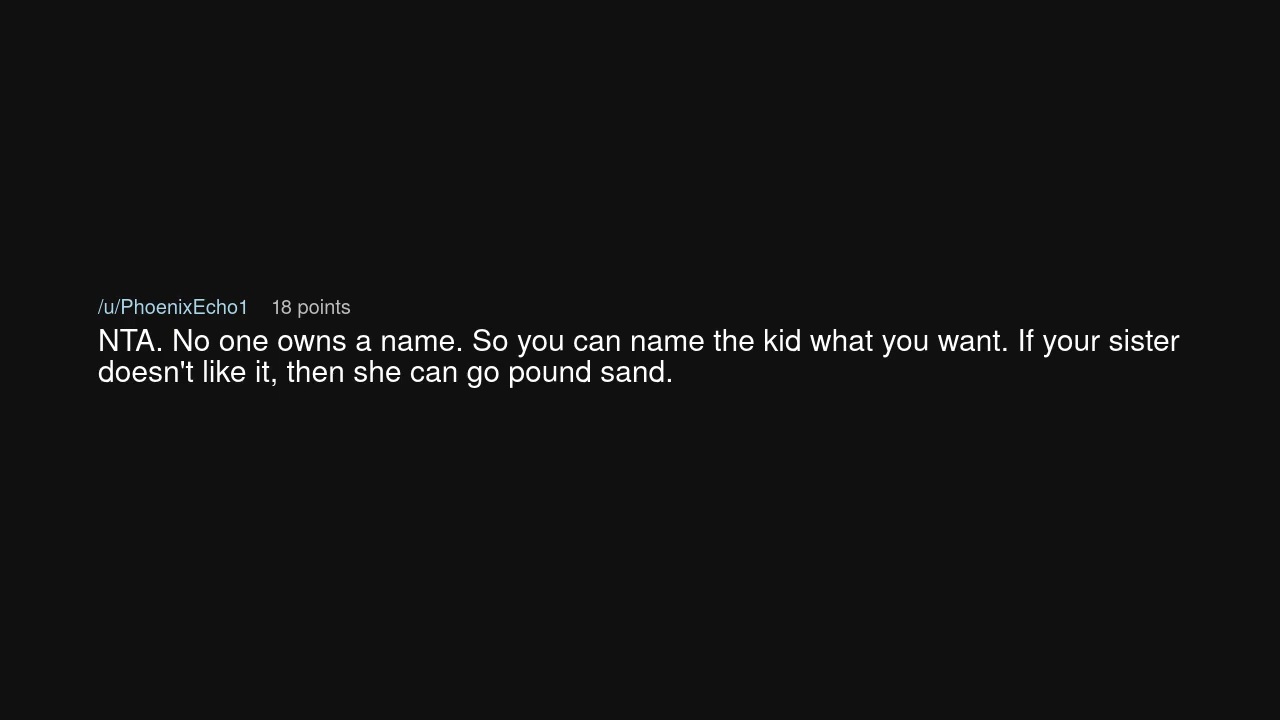 /u/PhoenixEcho1 18 points
NTA. No one owns a name. So you can name the kid what you want. If your sister
doesn't like it, then she can go pound sand.